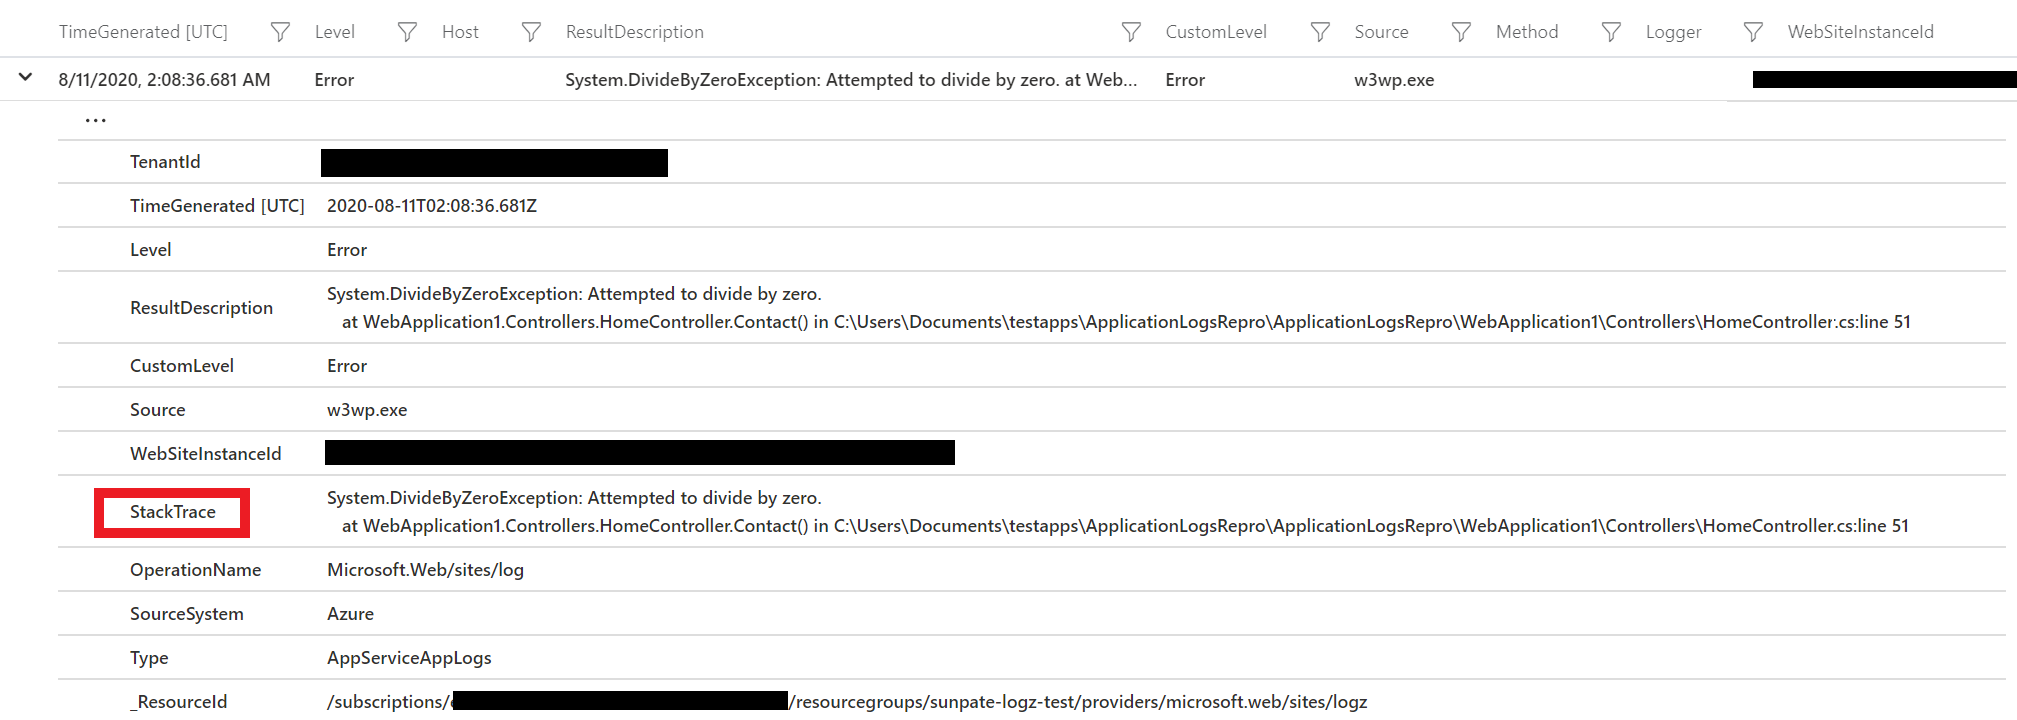 TimeGenerated [UTC] Level Host ResultDescription CustomLevel Source Method Logger WebSiteInstanceId
8/11/2020, 2:08:36.681 AM Error System.DivideByZeroException: Attempted to divide by zero. at Web... Error w3wp.exe
...
TenantId
TimeGenerated [UTC] 2020-08-11T02:08:36.681Z
Level Error
ResultDescription System.DivideByZeroException: Attempted to divide by zero.
at WebApplication1.Controllers.HomeController.Contact() in C:\Users\Documents\testapps\ApplicationLogsRepro\ApplicationLogsRepro\WebApplication1\Controllers\HomeController.cs:line 51
CustomLevel Error
Source w3wp.exe
WebSiteInstanceId
StackTrace System.DivideByZeroException: Attempted to divide by zero.
at WebApplication1.Controllers.HomeController.Contact() in C:\Users\Documents\testapps\ApplicationLogsRepro\ApplicationLogsRepro\WebApplication1\Controllers\HomeController.cs:line 51
OperationName Microsoft.Web/sites/log
SourceSystem Azure
Type AppServiceAppLogs
_ResourceId /subscriptions/ /resourcegroups/sunpate-logz-test/providers/microsoft.web/sites/logz